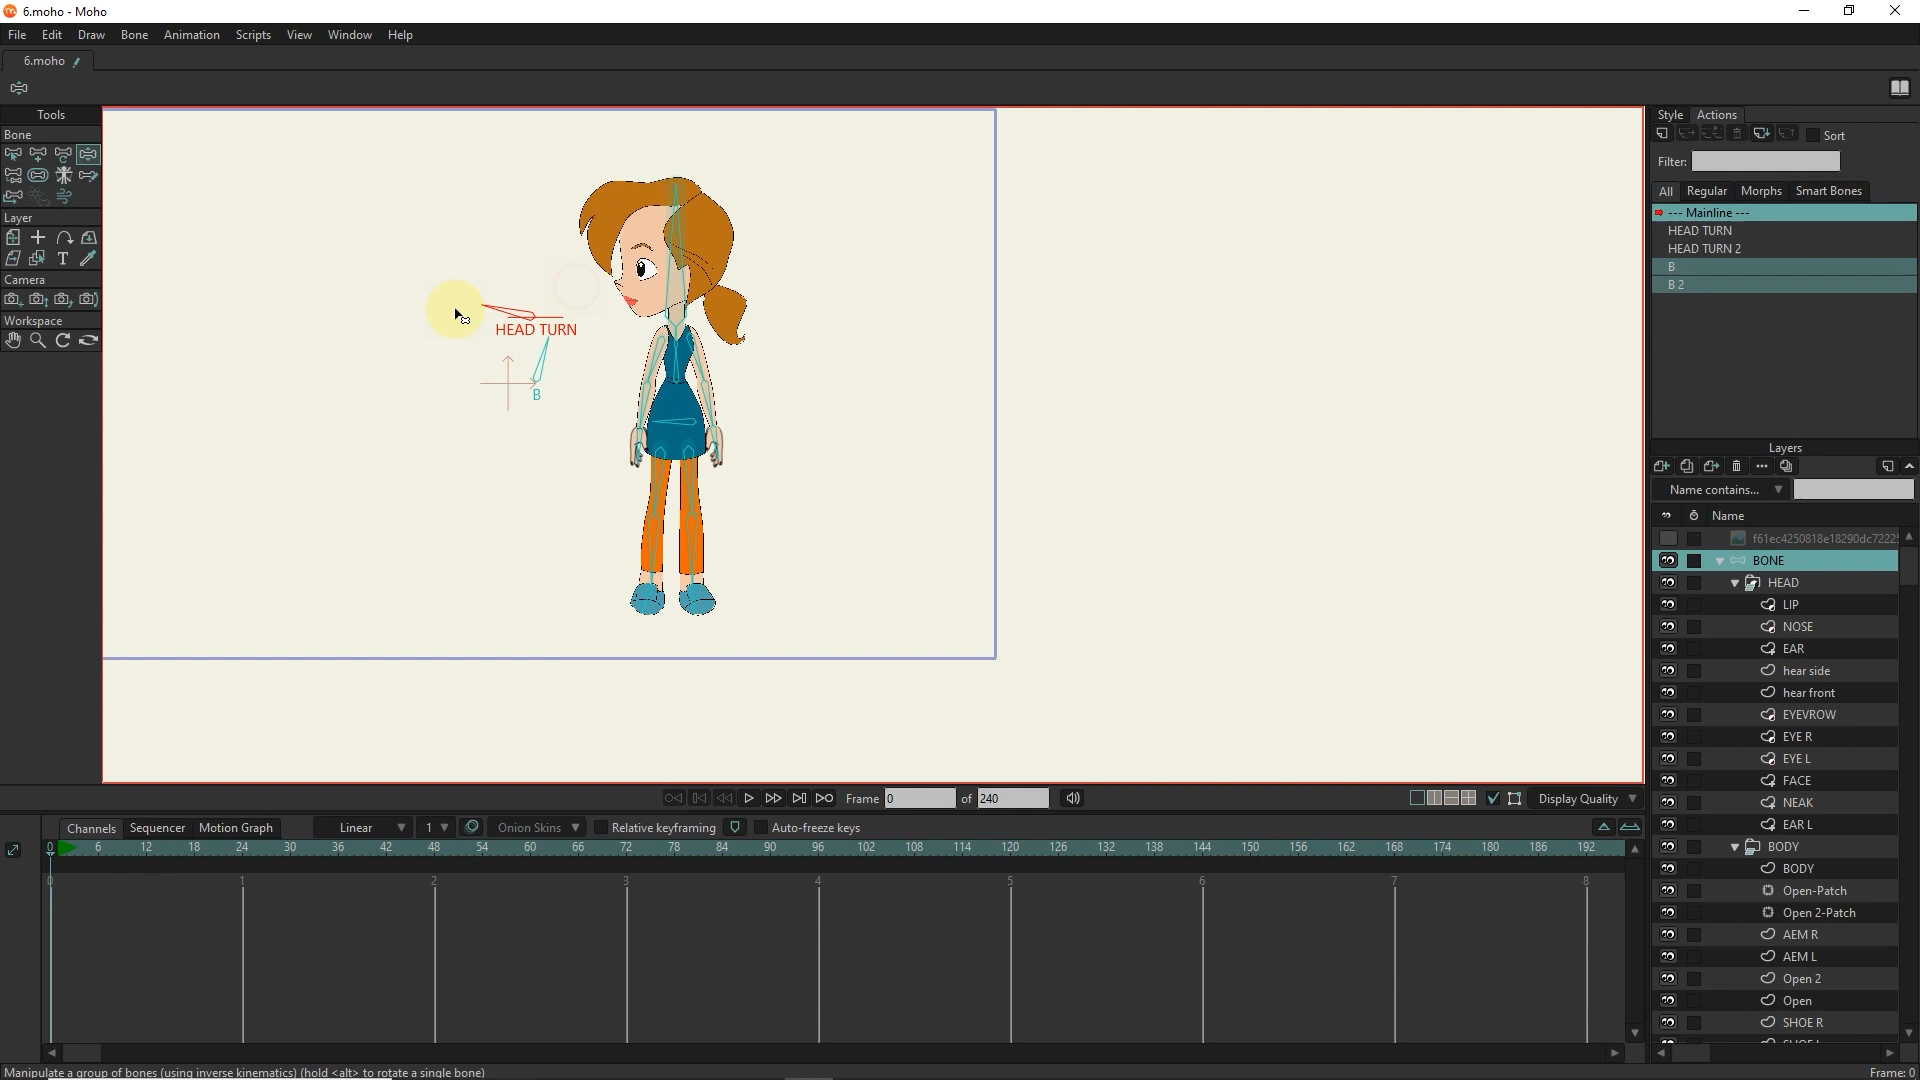 6.moho - Moho
File Edit Draw Bone Animation Scripts View Window Help
6.moho
Tools
Bone
Layer
Camera
Workspace
HEAD TURN
B
Style Actions
Sort
Filter:
All Regular Morphs Smart Bones
--- Mainline ---
HEAD TURN
HEAD TURN 2
B
B 2
Layers
Name contains...
Name
f61ec4250818e18290dc72225
BONE
HEAD
LIP
NOSE
EAR
hear side
hear front
EYEVROW
EYE R
EYE L
FACE
NEAK
EAR L
BODY
BODY
Open-Patch
Open 2-Patch
AEM R
AEM L
Open 2
Open
SHOE R
Frame 0 of 240
Display Quality
Channels Sequencer Motion Graph Linear 1 Onion Skins Relative keyframing Auto-freeze keys
0 6 12 18 24 30 36 42 48 54 60 66 72 78 84 90 96 102 108 114 120 126 132 138 144 150 156 162 168 174 180 186 192
0 1 2 3 4 5 6 7 8
Manipulate a group of bones (using inverse kinematics) (hold <alt> to rotate a single bone)
Frame: 0